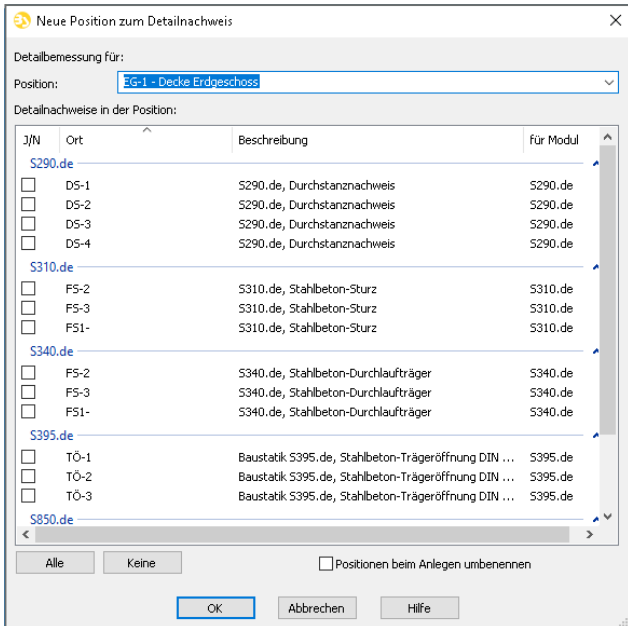 Neue Position zum Detailnachweis
Detailbemessung für:
Position: EG-1 - Decke Erdgeschoss
Detailnachweise in der Position:
J/N Ort Beschreibung für Modul
S290.de
DS-1 S290.de, Durchstanznachweis S290.de
DS-2 S290.de, Durchstanznachweis S290.de
DS-3 S290.de, Durchstanznachweis S290.de
DS-4 S290.de, Durchstanznachweis S290.de
S310.de
FS-2 S310.de, Stahlbeton-Sturz S310.de
FS-3 S310.de, Stahlbeton-Sturz S310.de
FS1- S310.de, Stahlbeton-Sturz S310.de
S340.de
FS-2 S340.de, Stahlbeton-Durchlaufträger S340.de
FS-3 S340.de, Stahlbeton-Durchlaufträger S340.de
FS1- S340.de, Stahlbeton-Durchlaufträger S340.de
S395.de
TÖ-1 Baustatik S395.de, Stahlbeton-Trägeröffnung DIN ... S395.de
TÖ-2 Baustatik S395.de, Stahlbeton-Trägeröffnung DIN ... S395.de
TÖ-3 Baustatik S395.de, Stahlbeton-Trägeröffnung DIN ... S395.de
S850.de
Alle Keine Positionen beim Anlegen umbenennen
OK Abbrechen Hilfe